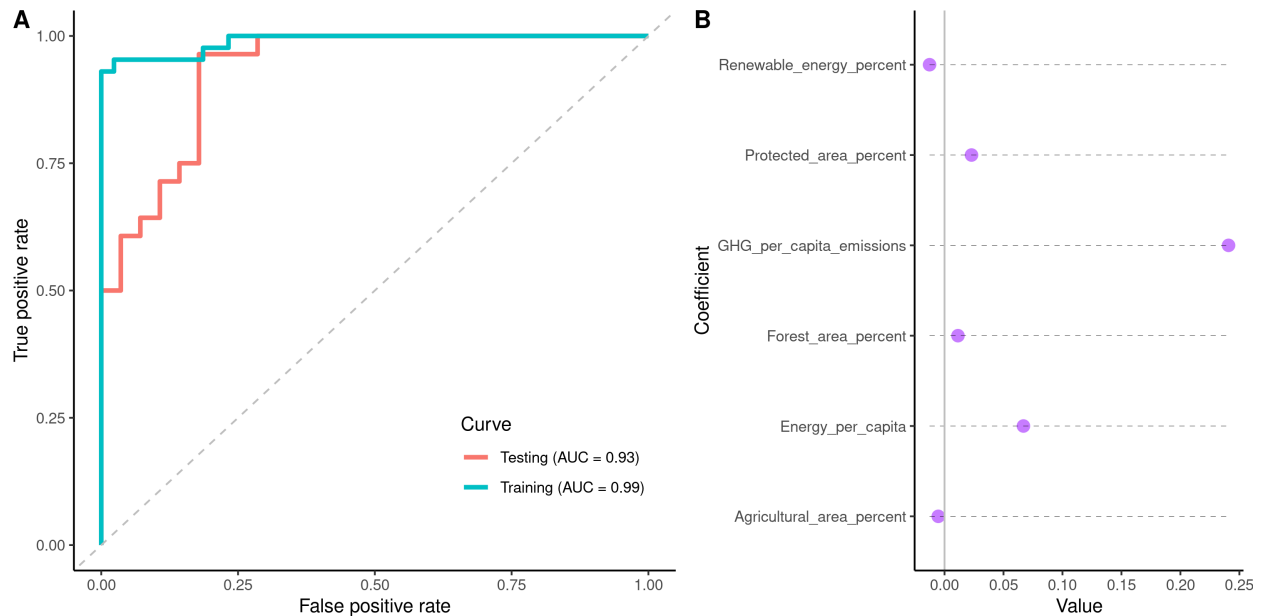 A
1.00
0.75
0.50
0.25
0.00
True positive rate
0.00
0.25
0.50
0.75
1.00
False positive rate
Curve
Testing (AUC = 0.93)
Training (AUC = 0.99)
B
Coefficient
Renewable_energy_percent
Protected_area_percent
GHG_per_capita_emissions
Forest_area_percent
Energy_per_capita
Agricultural_area_percent
0.00
0.05
0.10
0.15
0.20
0.25
Value